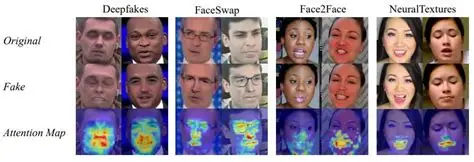 Deepfakes FaceSwap Face2Face NeuralTextures
Original
Fake
Attention Map